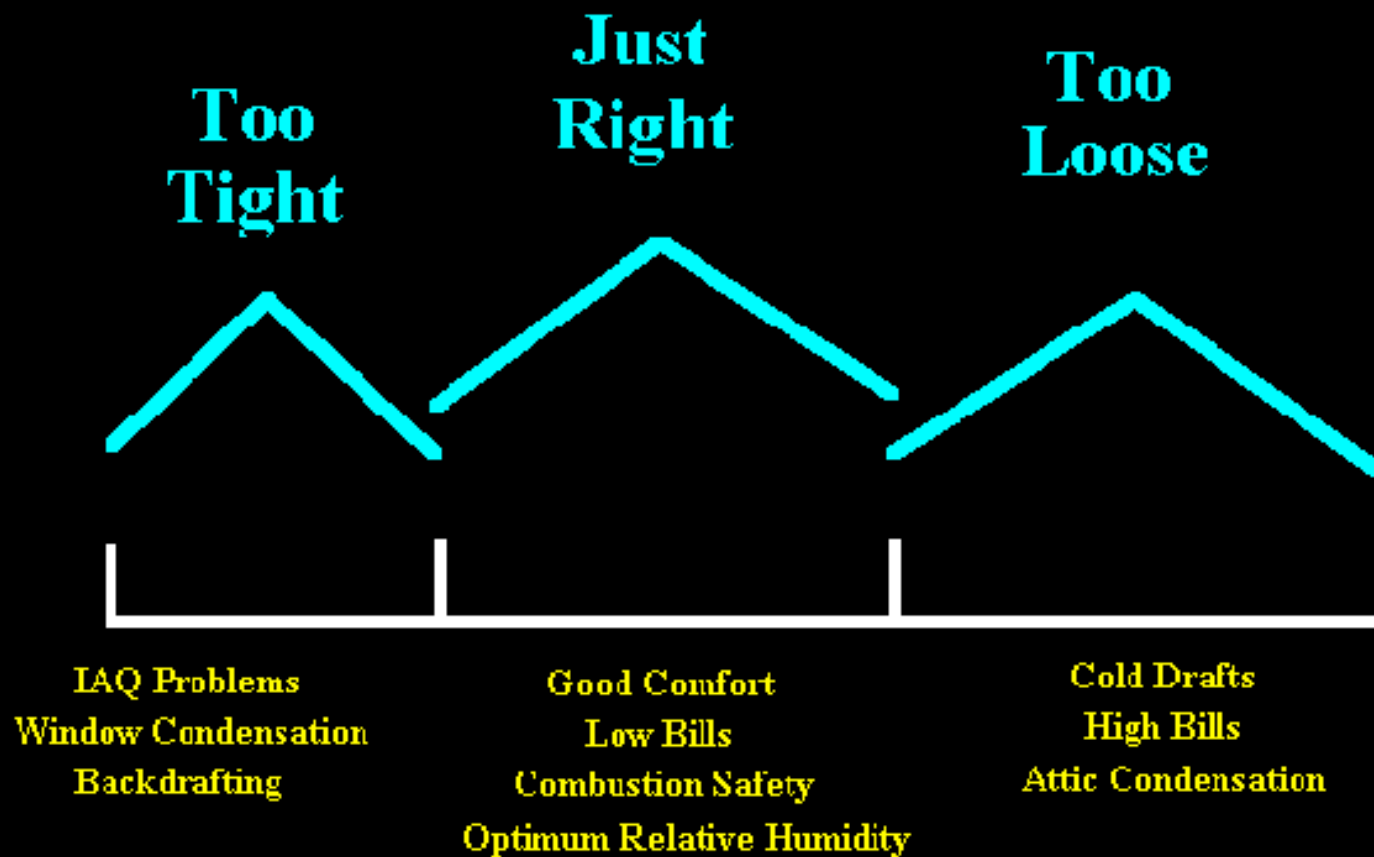 Too
Tight
Just
Right
Too
Loose
IAQ Problems
Window Condensation
Backdrafting
Good Comfort
Low Bills
Combustion Safety
Optimum Relative Humidity
Cold Drafts
High Bills
Attic Condensation